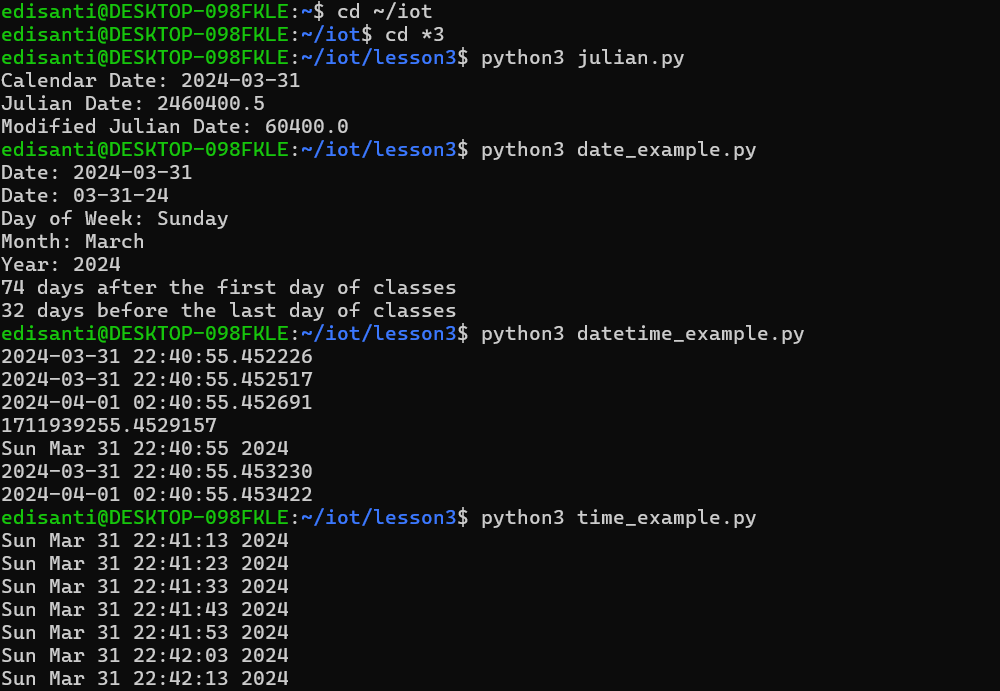 edisanti@DESKTOP-098FKLE:~$ cd ~/iot
edisanti@DESKTOP-098FKLE:~/iot$ cd *3
edisanti@DESKTOP-098FKLE:~/iot/lesson3$ python3 julian.py
Calendar Date: 2024-03-31
Julian Date: 2460400.5
Modified Julian Date: 60400.0
edisanti@DESKTOP-098FKLE:~/iot/lesson3$ python3 date_example.py
Date: 2024-03-31
Date: 03-31-24
Day of Week: Sunday
Month: March
Year: 2024
74 days after the first day of classes
32 days before the last day of classes
edisanti@DESKTOP-098FKLE:~/iot/lesson3$ python3 datetime_example.py
2024-03-31 22:40:55.452226
2024-03-31 22:40:55.452517
2024-04-01 02:40:55.452691
1711939255.4529157
Sun Mar 31 22:40:55 2024
2024-03-31 22:40:55.453230
2024-04-01 02:40:55.453422
edisanti@DESKTOP-098FKLE:~/iot/lesson3$ python3 time_example.py
Sun Mar 31 22:41:13 2024
Sun Mar 31 22:41:23 2024
Sun Mar 31 22:41:33 2024
Sun Mar 31 22:41:43 2024
Sun Mar 31 22:41:53 2024
Sun Mar 31 22:42:03 2024
Sun Mar 31 22:42:13 2024